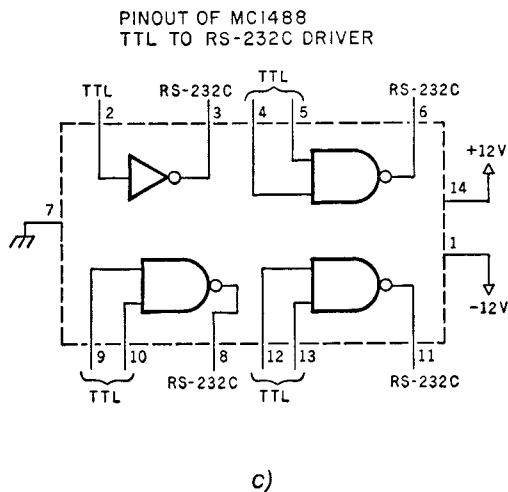 PINOUT OF MC1488
TTL TO RS-232C DRIVER
TTL RS-232C TTL RS-232C
2 3 4 5 6
+12V
14
7
1
-12V
9 10 8 12 13 11
TTL RS-232C TTL RS-232C
c)